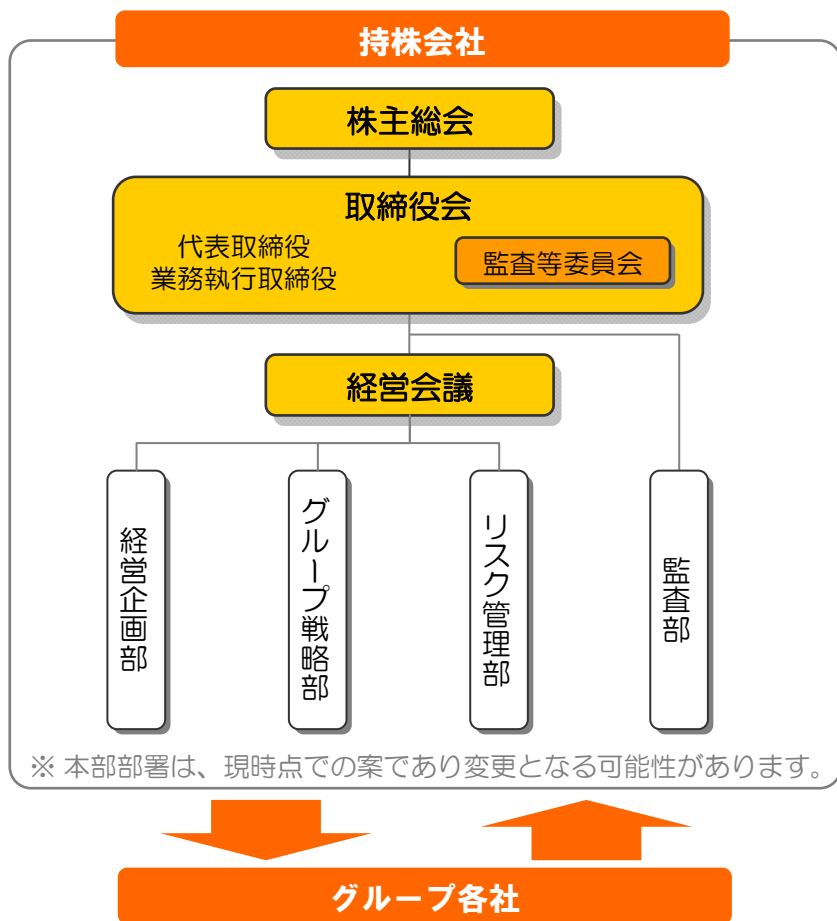 持株会社
株主総会
取締役会
代表取締役
業務執行取締役
監査等委員会
経営会議
経営企画部
グループ戦略部
リスク管理部
監査部
※ 本部部署は、現時点での案であり変更となる可能性があります。
グループ各社